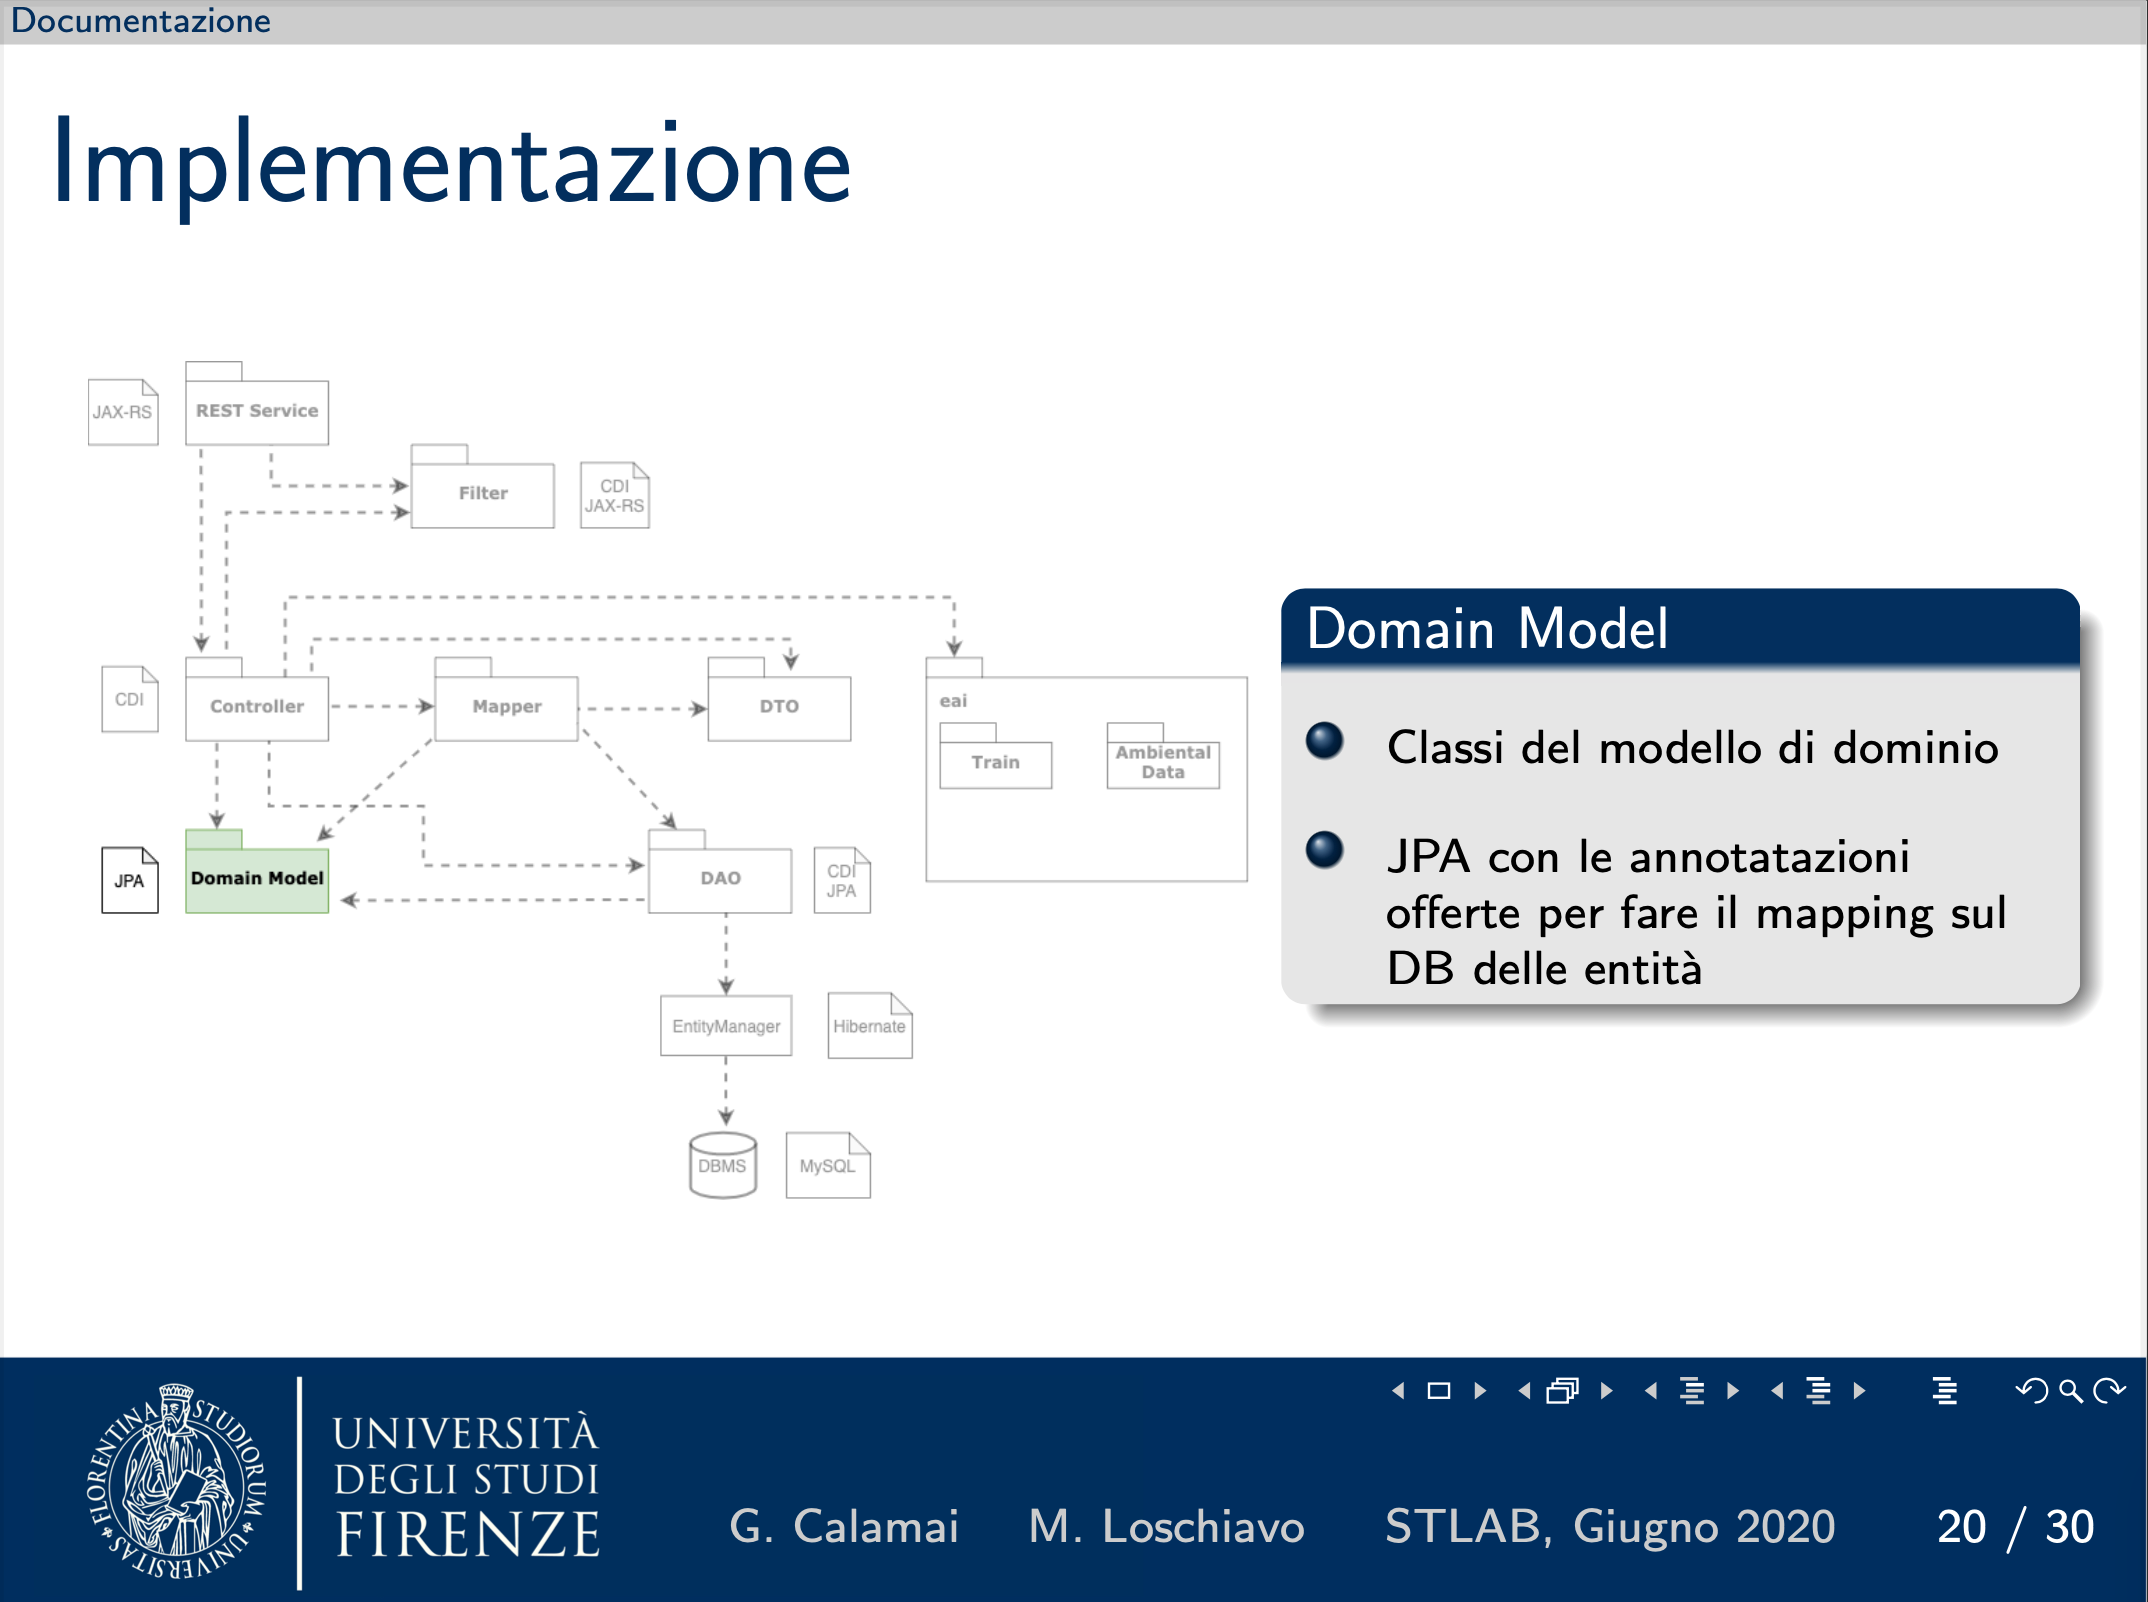 Documentazione
Implementazione
JAX-RS
REST Service
Filter
CDI
JAX-RS
CDI
Controller
Mapper
DTO
eai
Train
Ambiental
Data
JPA
Domain Model
DAO
CDI
JPA
EntityManager
Hibernate
DBMS
MySQL
Domain Model
Classi del modello di dominio
JPA con le annotatazioni
offerte per fare il mapping sul
DB delle entità
FLORENTINA STUDIORUM UNIVERSITAS
UNIVERSITÀ
DEGLI STUDI
FIRENZE
G. Calamai M. Loschiavo STLAB, Giugno 2020 20 / 30